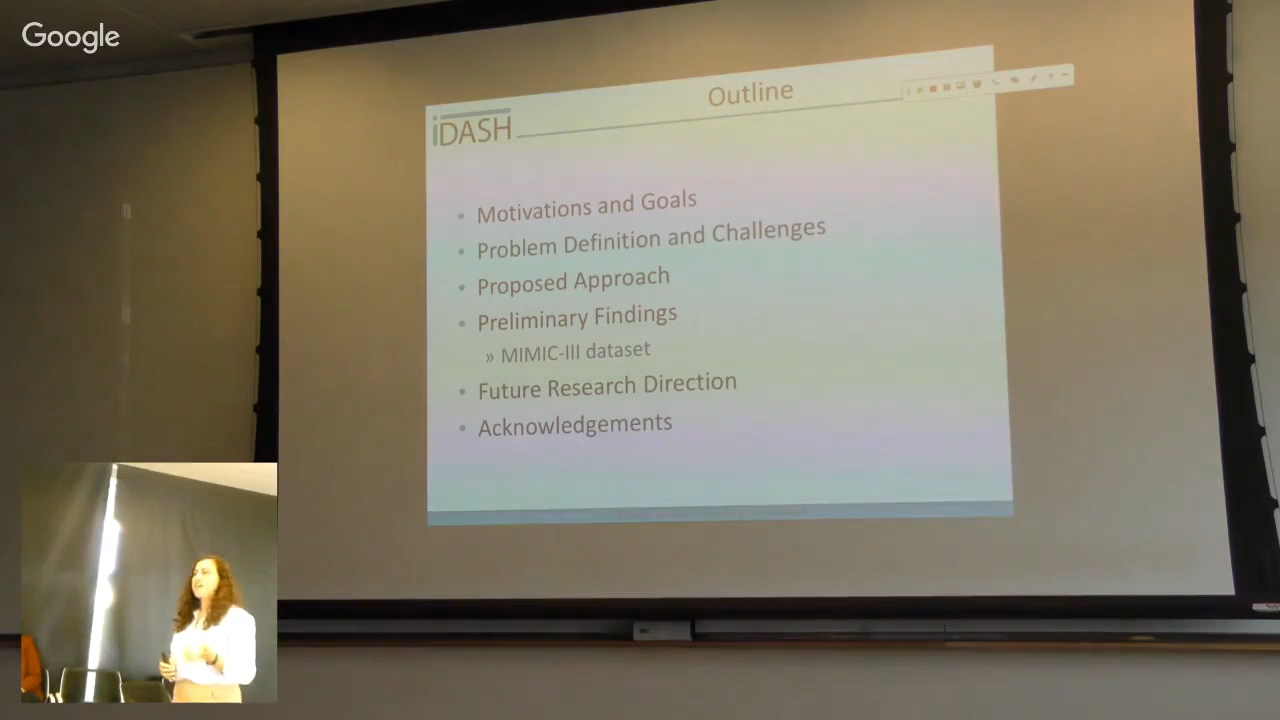 Google
Outline
iDASH
• Motivations and Goals
• Problem Definition and Challenges
• Proposed Approach
• Preliminary Findings
» MIMIC-III dataset
• Future Research Direction
• Acknowledgements